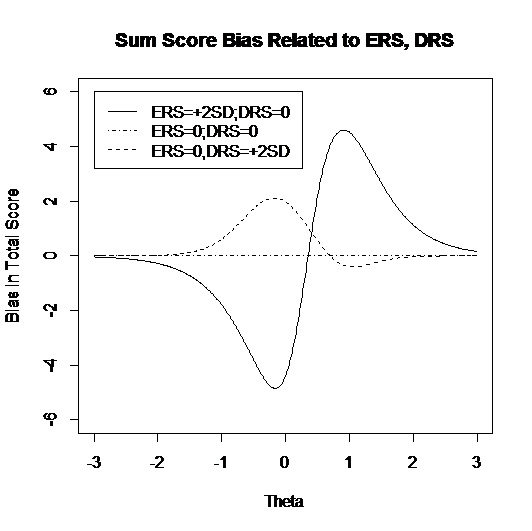 Sum Score Bias Related to ERS, DRS
6
ERS=+2SD;DRS=0
ERS=0;DRS=0
ERS=0,DRS=+2SD
4
2
0
-2
-4
-6
Bias In Total Score
-3 -2 -1 0 1 2 3
Theta